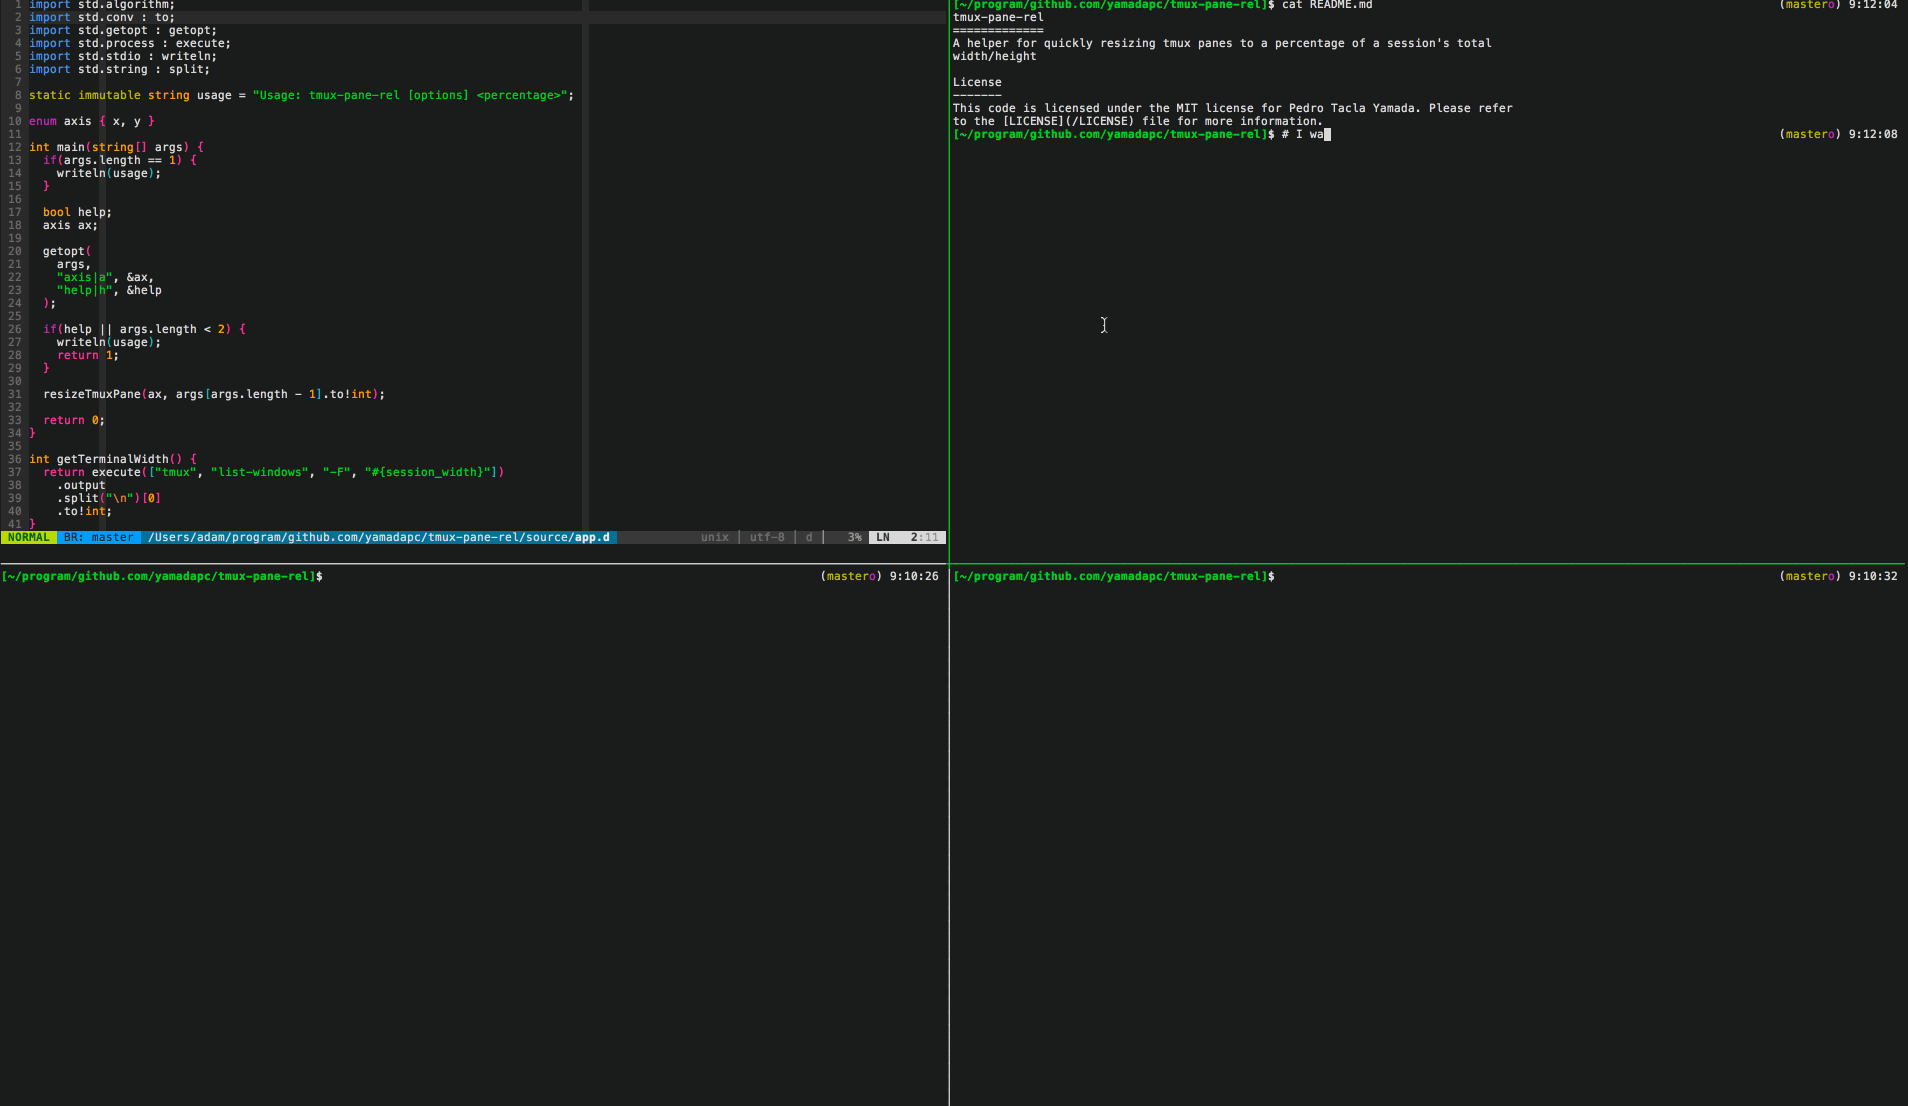 1 import std.algorithm;
2 import std.conv : to;
3 import std.getopt : getopt;
4 import std.process : execute;
5 import std.stdio : writeln;
6 import std.string : split;
7
8 static immutable string usage = "Usage: tmux-pane-rel [options] <percentage>";
9
10 enum axis { x, y }
11
12 int main(string[] args) {
13   if(args.length == 1) {
14     writeln(usage);
15   }
16
17   bool help;
18   axis ax;
19
20   getopt(
21     args,
22     "axis|a", &ax,
23     "help|h", &help
24   );
25
26   if(help || args.length < 2) {
27     writeln(usage);
28     return 1;
29   }
30
31   resizeTmuxPane(ax, args[args.length - 1].to!int);
32
33   return 0;
34 }
35
36 int getTerminalWidth() {
37   return execute(["tmux", "list-windows", "-F", "#{session_width}"])
38     .output
39     .split("\n")[0]
40     .to!int;
41 }
NORMAL BR: master /Users/adam/program/github.com/yamadapc/tmux-pane-rel/source/app.d unix | utf-8 | d | 3% LN 2:11
[~/program/github.com/yamadapc/tmux-pane-rel]$ cat README.md (mastero) 9:12:04
tmux-pane-rel
=============
A helper for quickly resizing tmux panes to a percentage of a session's total
width/height

License
-------
This code is licensed under the MIT license for Pedro Tacla Yamada. Please refer
to the [LICENSE](/LICENSE) file for more information.
[~/program/github.com/yamadapc/tmux-pane-rel]$ # I wa (mastero) 9:12:08
[~/program/github.com/yamadapc/tmux-pane-rel]$ (mastero) 9:10:26
[~/program/github.com/yamadapc/tmux-pane-rel]$ (mastero) 9:10:32